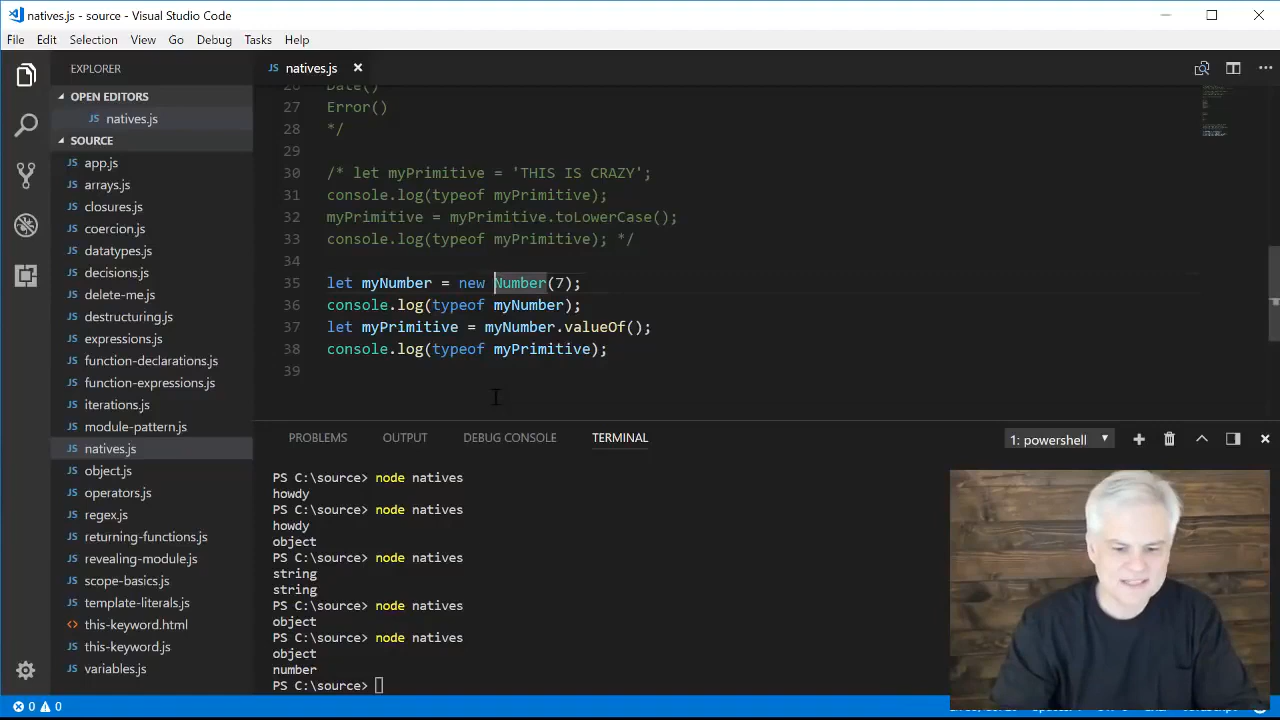 natives.js - source - Visual Studio Code
File Edit Selection View Go Debug Tasks Help
EXPLORER
OPEN EDITORS
natives.js
SOURCE
app.js
arrays.js
closures.js
coercion.js
datatypes.js
decisions.js
delete-me.js
destructuring.js
expressions.js
function-declarations.js
function-expressions.js
iterations.js
module-pattern.js
natives.js
object.js
operators.js
regex.js
returning-functions.js
revealing-module.js
scope-basics.js
template-literals.js
this-keyword.html
this-keyword.js
variables.js
natives.js
26 Date()
27 Error()
28 */
29
30 /* let myPrimitive = 'THIS IS CRAZY';
31 console.log(typeof myPrimitive);
32 myPrimitive = myPrimitive.toLowerCase();
33 console.log(typeof myPrimitive); */
34
35 let myNumber = new Number(7);
36 console.log(typeof myNumber);
37 let myPrimitive = myNumber.valueOf();
38 console.log(typeof myPrimitive);
39
PROBLEMS OUTPUT DEBUG CONSOLE TERMINAL 1: powershell
PS C:\source> node natives
howdy
PS C:\source> node natives
howdy
object
PS C:\source> node natives
string
string
PS C:\source> node natives
object
PS C:\source> node natives
object
number
PS C:\source>
0 0